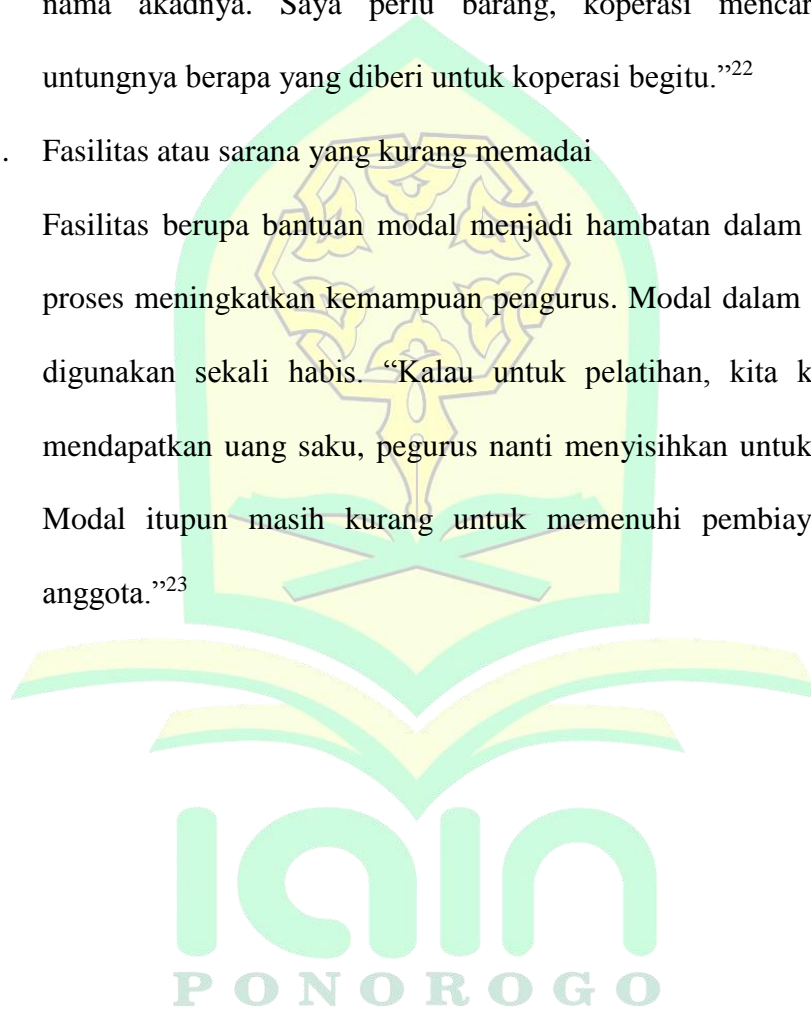 nama akadnya. Saya perlu barang, koperasi mencar
untungnya berapa yang diberi untuk koperasi begitu.”22
. Fasilitas atau sarana yang kurang memadai
Fasilitas berupa bantuan modal menjadi hambatan dalam
proses meningkatkan kemampuan pengurus. Modal dalam
digunakan sekali habis. “Kalau untuk pelatihan, kita k
mendapatkan uang saku, pegurus nanti menyisihkan untuk
Modal itupun masih kurang untuk memenuhi pembiay
anggota.”23
IAIN
PONOROGO